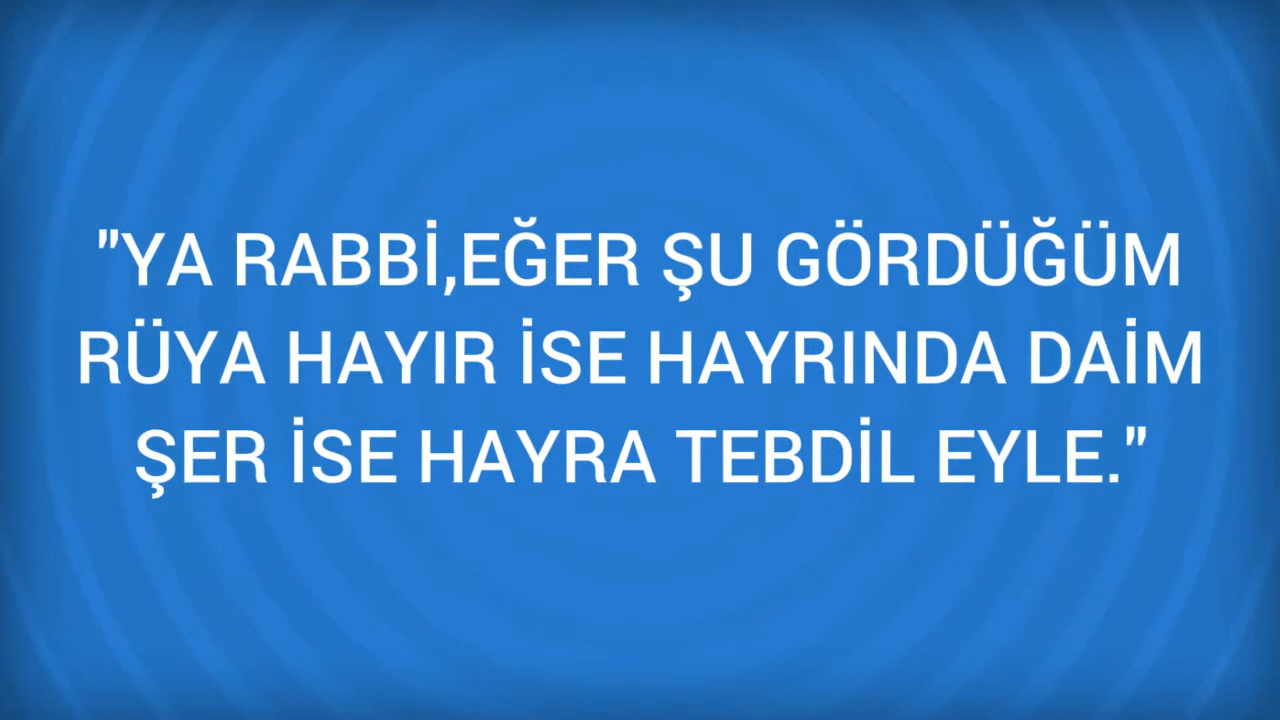 "YA RABBİ,EĞER ŞU GÖRDÜĞÜM
RÜYA HAYIR İSE HAYRINDA DAİM
ŞER İSE HAYRA TEBDİL EYLE."